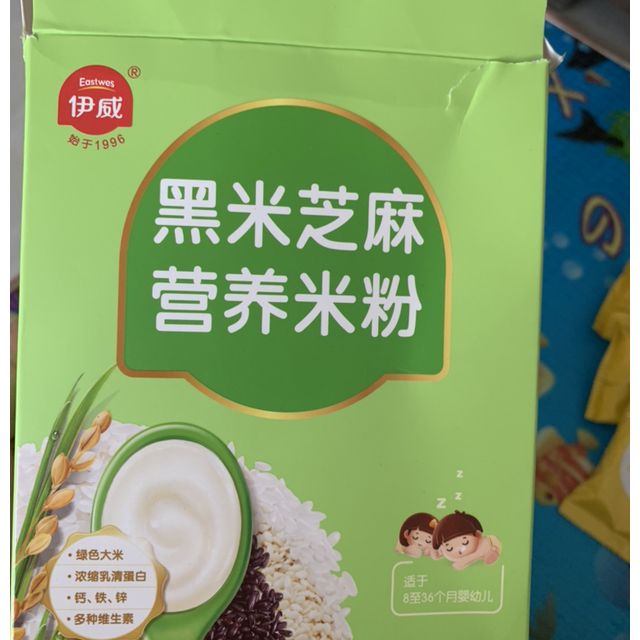 Eastwes
®
伊威
始于1996
黑米芝麻
营养米粉
z
z
z
·绿色大米
·浓缩乳清蛋白
·钙、铁、锌
·多种维生素
适于
8至36个月婴幼儿
の